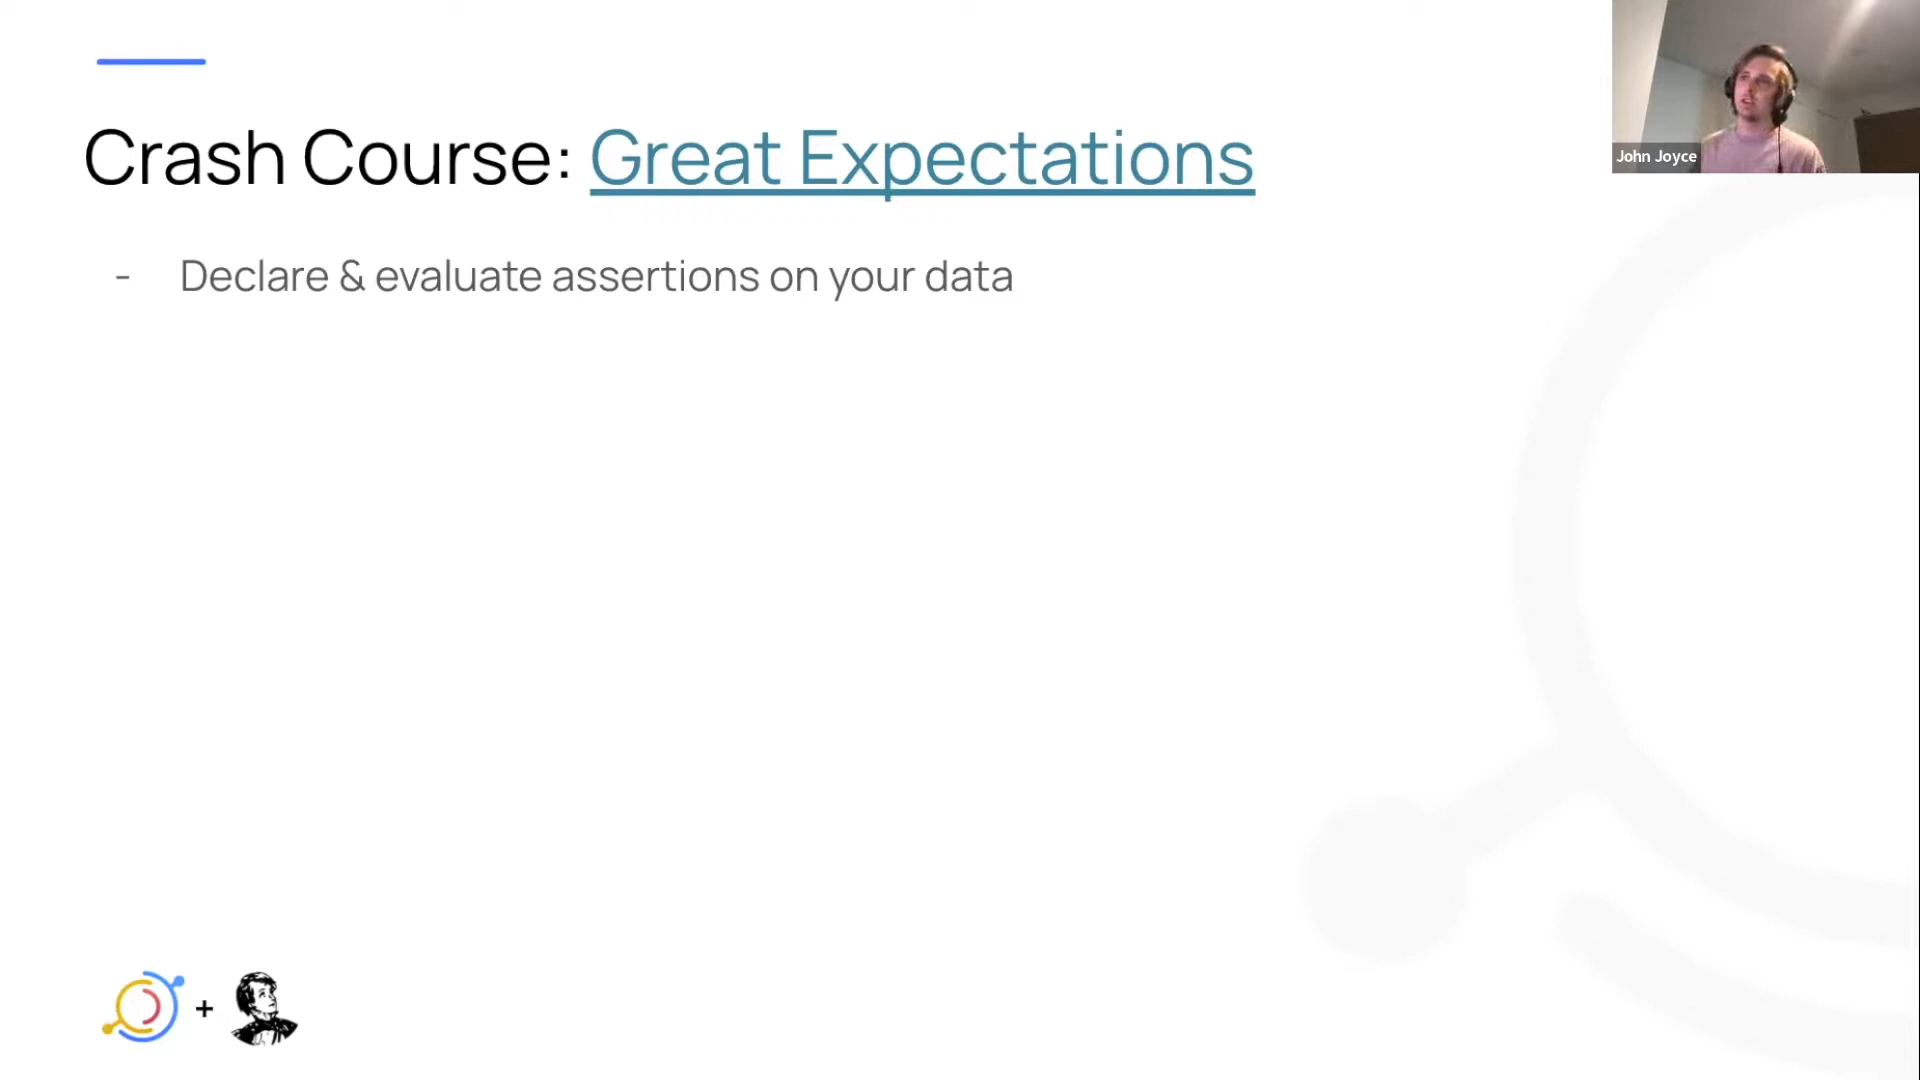 Crash Course: Great Expectations
- Declare & evaluate assertions on your data
John Joyce
+